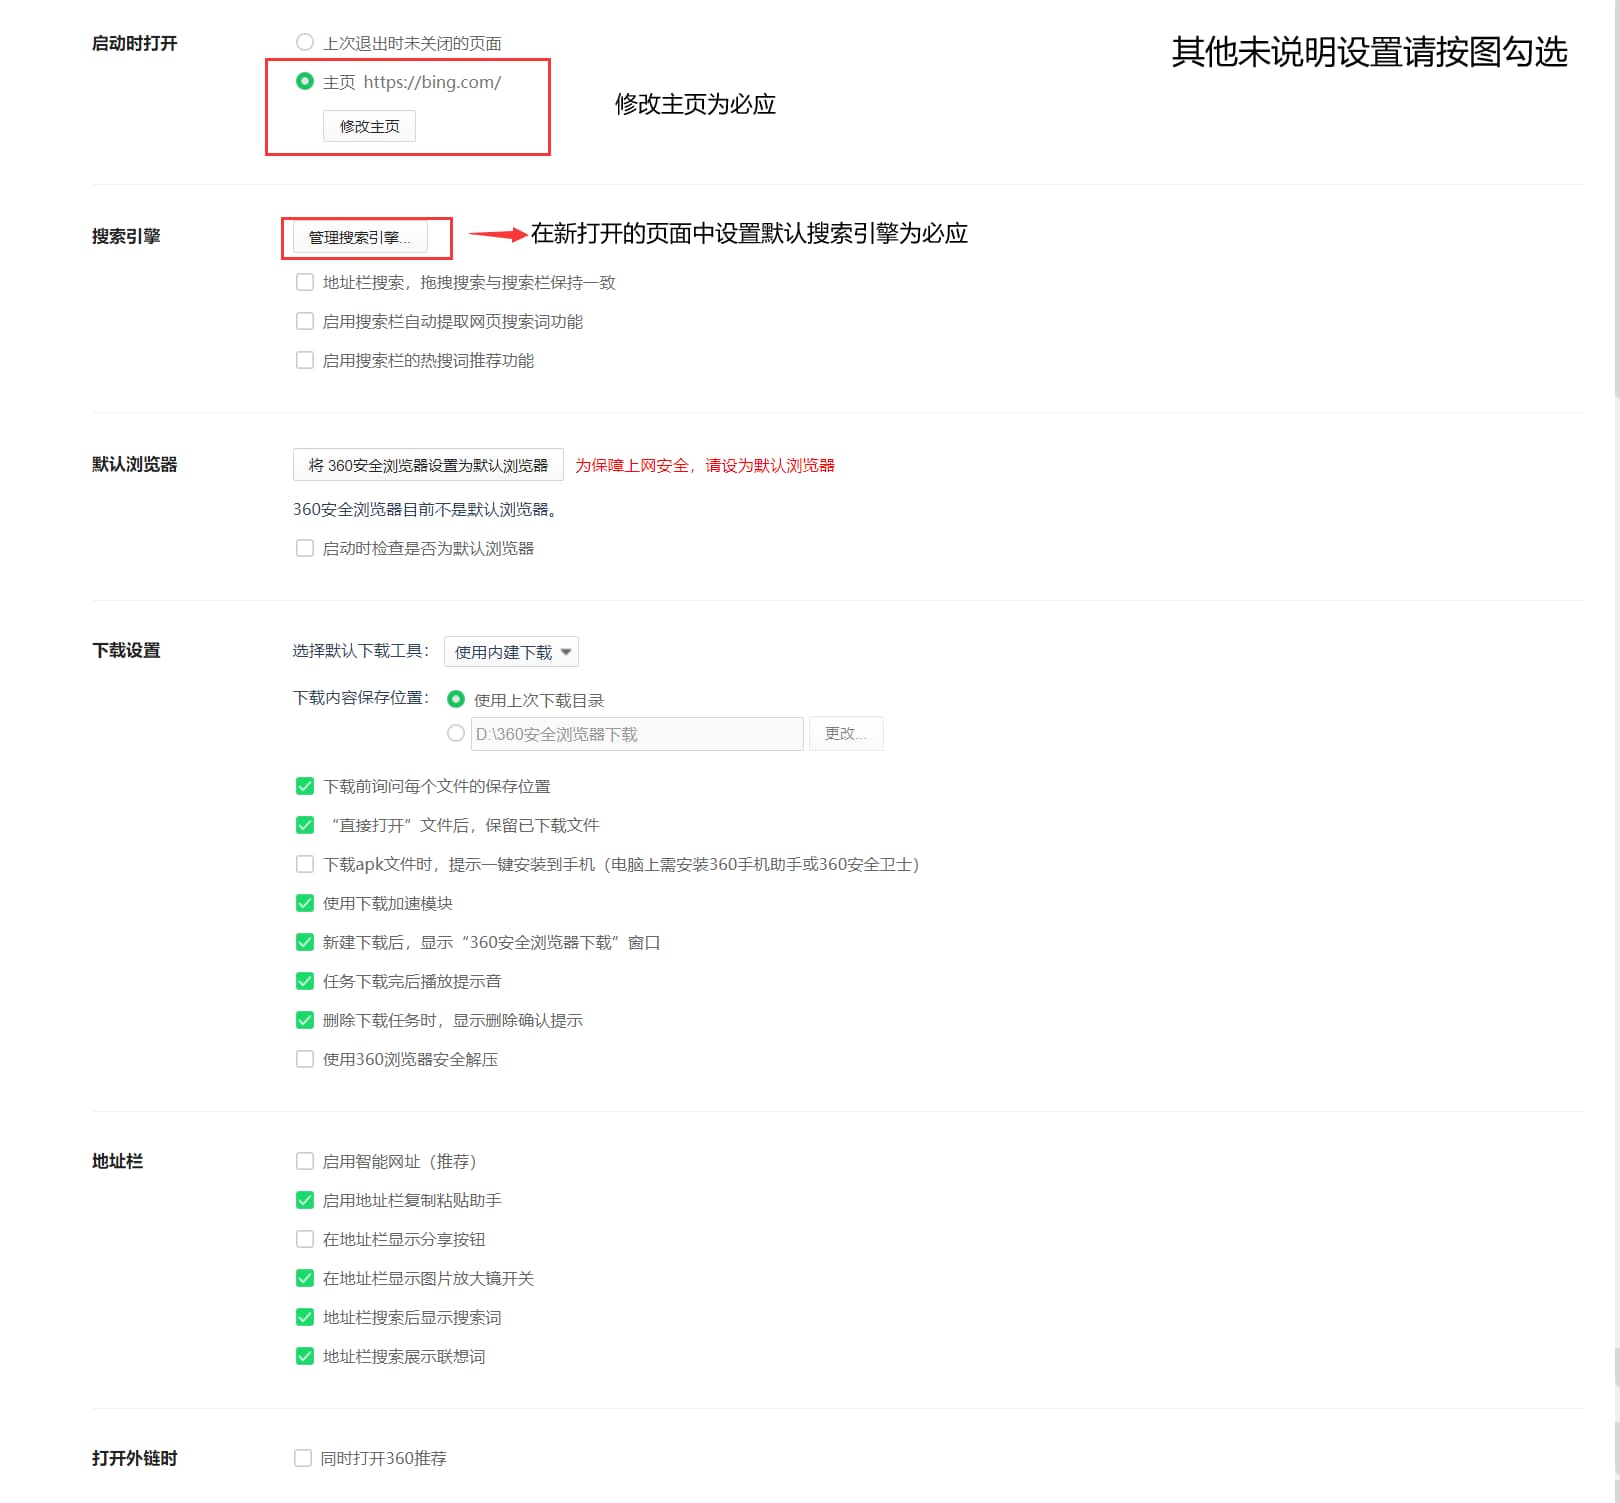 启动时打开
上次退出时未关闭的页面
其他未说明设置请按图勾选
主页 https://bing.com/
修改主页为必应
修改主页
搜索引擎
管理搜索引擎...
在新打开的页面中设置默认搜索引擎为必应
地址栏搜索，拖拽搜索与搜索栏保持一致
启用搜索栏自动提取网页搜索词功能
启用搜索栏的热搜词推荐功能
默认浏览器
将 360安全浏览器设置为默认浏览器
为保障上网安全，请设为默认浏览器
360安全浏览器目前不是默认浏览器。
启动时检查是否为默认浏览器
下载设置
选择默认下载工具：
使用内建下载
下载内容保存位置：
使用上次下载目录
D:\360安全浏览器下载
更改...
下载前询问每个文件的保存位置
“直接打开”文件后，保留已下载文件
下载apk文件时，提示一键安装到手机（电脑上需安装360手机助手或360安全卫士）
使用下载加速模块
新建下载后，显示“360安全浏览器下载”窗口
任务下载完后播放提示音
删除下载任务时，显示删除确认提示
使用360浏览器安全解压
地址栏
启用智能网址（推荐）
启用地址栏复制粘贴助手
在地址栏显示分享按钮
在地址栏显示图片放大镜开关
地址栏搜索后显示搜索词
地址栏搜索展示联想词
打开外链时
同时打开360推荐